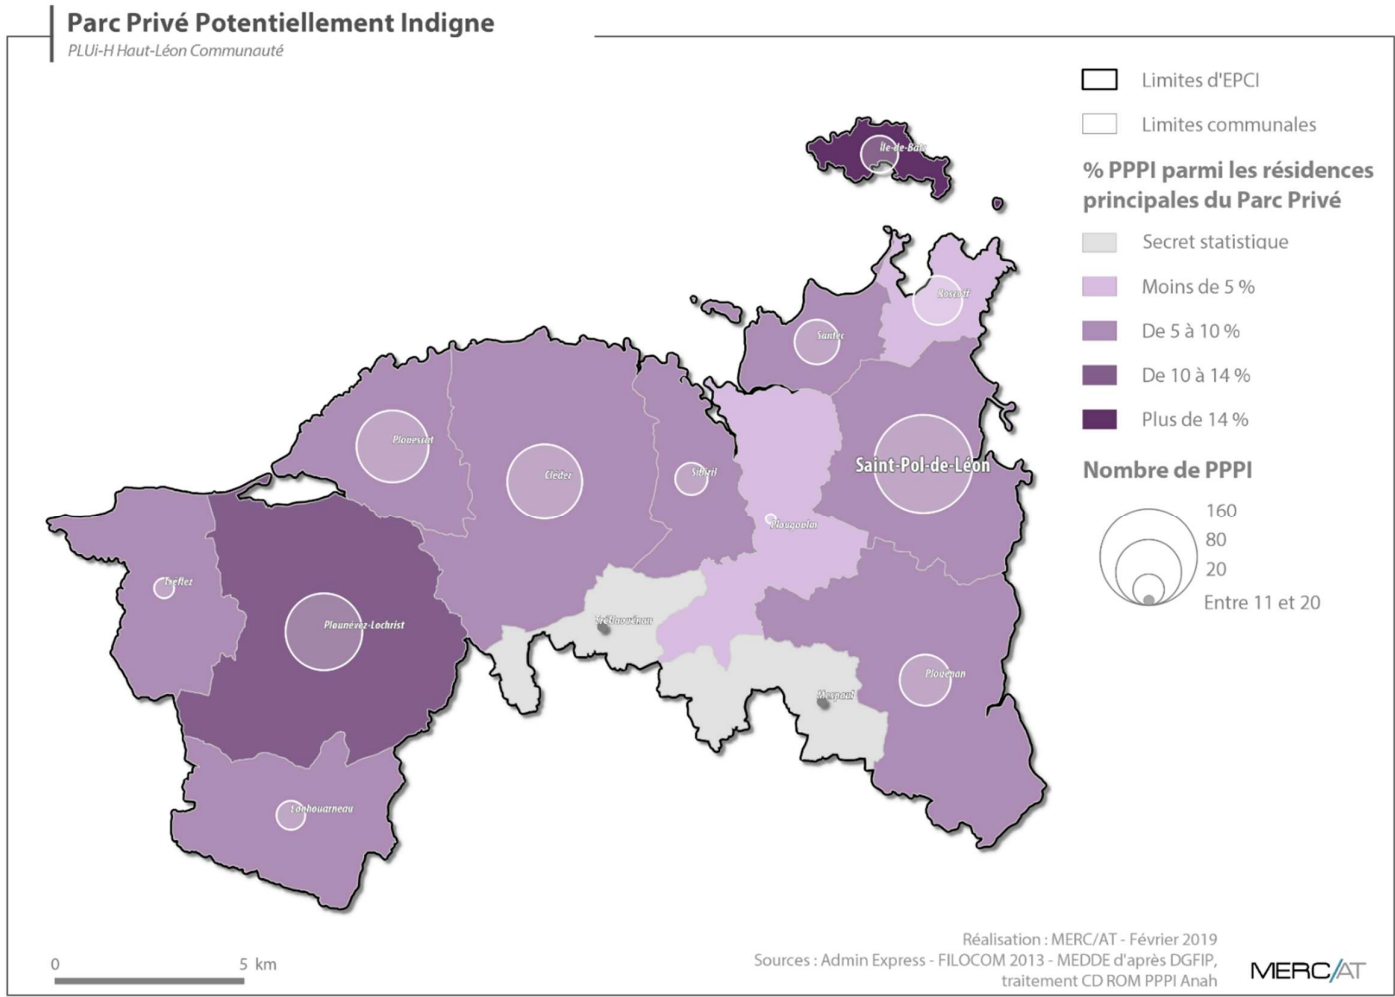 Parc Privé Potentiellement Indigne
PLUi-H Haut-Léon Communauté
Limites d'EPCI
Limites communales
% PPPI parmi les résidences
principales du Parc Privé
Secret statistique
Moins de 5 %
De 5 à 10 %
De 10 à 14 %
Plus de 14 %
Nombre de PPPI
160
80
20
Entre 11 et 20
Île-de-Batz
Roscoff
Santec
Plouescat
Cléder
Sibiril
Saint-Pol-de-Léon
Plougoulm
Tréflez
Plounévez-Lochrist
Tréflaouénan
Plouénan
Mespaul
Lanhouarneau
0 5 km
Réalisation : MERC/AT - Février 2019
Sources : Admin Express - FILOCOM 2013 - MEDDE d'après DGFIP,
traitement CD ROM PPPI Anah
MERC/AT